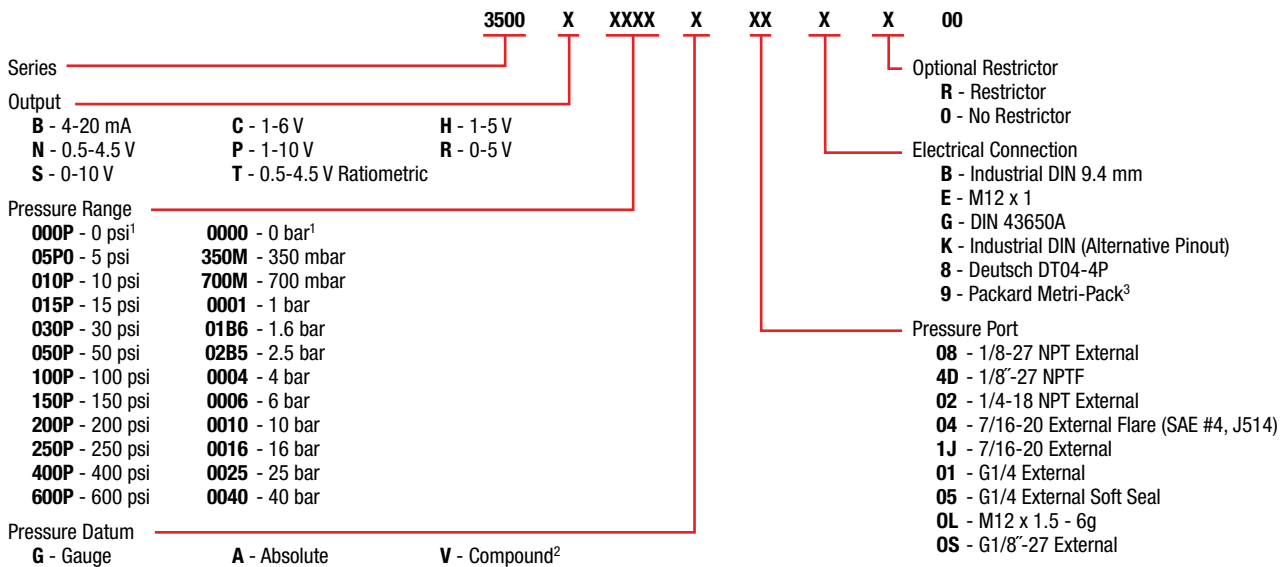 3500 X XXXX X XX X X 00
Series
Output
B - 4-20 mA C - 1-6 V H - 1-5 V
N - 0.5-4.5 V P - 1-10 V R - 0-5 V
S - 0-10 V T - 0.5-4.5 V Ratiometric
Pressure Range
000P - 0 psi¹ 0000 - 0 bar¹
05P0 - 5 psi 350M - 350 mbar
010P - 10 psi 700M - 700 mbar
015P - 15 psi 0001 - 1 bar
030P - 30 psi 01B6 - 1.6 bar
050P - 50 psi 02B5 - 2.5 bar
100P - 100 psi 0004 - 4 bar
150P - 150 psi 0006 - 6 bar
200P - 200 psi 0010 - 10 bar
250P - 250 psi 0016 - 16 bar
400P - 400 psi 0025 - 25 bar
600P - 600 psi 0040 - 40 bar
Pressure Datum
G - Gauge A - Absolute V - Compound²
Optional Restrictor
R - Restrictor
0 - No Restrictor
Electrical Connection
B - Industrial DIN 9.4 mm
E - M12 x 1
G - DIN 43650A
K - Industrial DIN (Alternative Pinout)
8 - Deutsch DT04-4P
9 - Packard Metri-Pack³
Pressure Port
08 - 1/8-27 NPT External
4D - 1/8˝-27 NPTF
02 - 1/4-18 NPT External
04 - 7/16-20 External Flare (SAE #4, J514)
1J - 7/16-20 External
01 - G1/4 External
05 - G1/4 External Soft Seal
0L - M12 x 1.5 - 6g
0S - G1/8˝-27 External